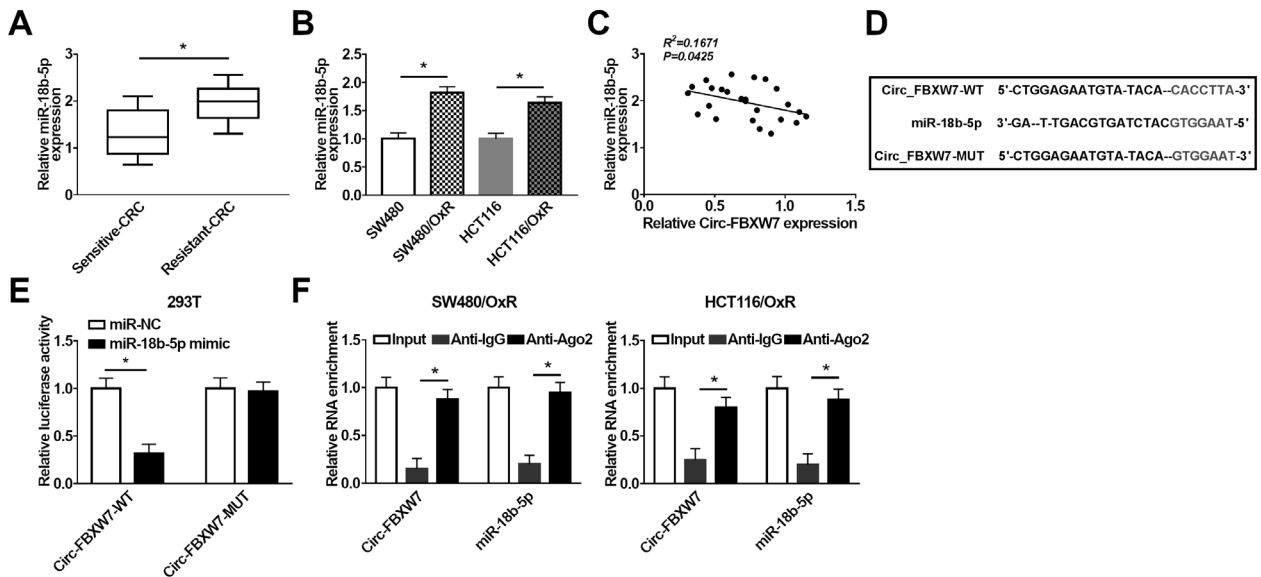 A
Relative miR-18b-5p
expression
3
2
1
0
*
Sensitive-CRC
Resistant-CRC
B
Relative miR-18b-5p
expression
2.5
2.0
1.5
1.0
0.5
0.0
*
*
SW480
SW480/OxR
HCT116
HCT116/OxR
C
Relative miR-18b-5p
expression
R²=0.1671
P=0.0425
3
2
1
0
0.0
0.5
1.0
1.5
Relative Circ-FBXW7 expression
D
Circ_FBXW7-WT 5'-CTGGAGAATGTA-TACA--CACCTTA-3'
miR-18b-5p 3'-GA--T-TGACGTGATCTACGTGGAAT-5'
Circ_FBXW7-MUT 5'-CTGGAGAATGTA-TACA--GTGGAAT-3'
E
293T
miR-NC
miR-18b-5p mimic
Relative luciferase activity
1.5
1.0
0.5
0.0
*
Circ-FBXW7-WT
Circ-FBXW7-MUT
F
SW480/OxR
Input Anti-IgG Anti-Ago2
Relative RNA enrichment
1.5
1.0
0.5
0.0
*
*
Circ-FBXW7
miR-18b-5p
HCT116/OxR
Input Anti-IgG Anti-Ago2
Relative RNA enrichment
1.5
1.0
0.5
0.0
*
*
Circ-FBXW7
miR-18b-5p